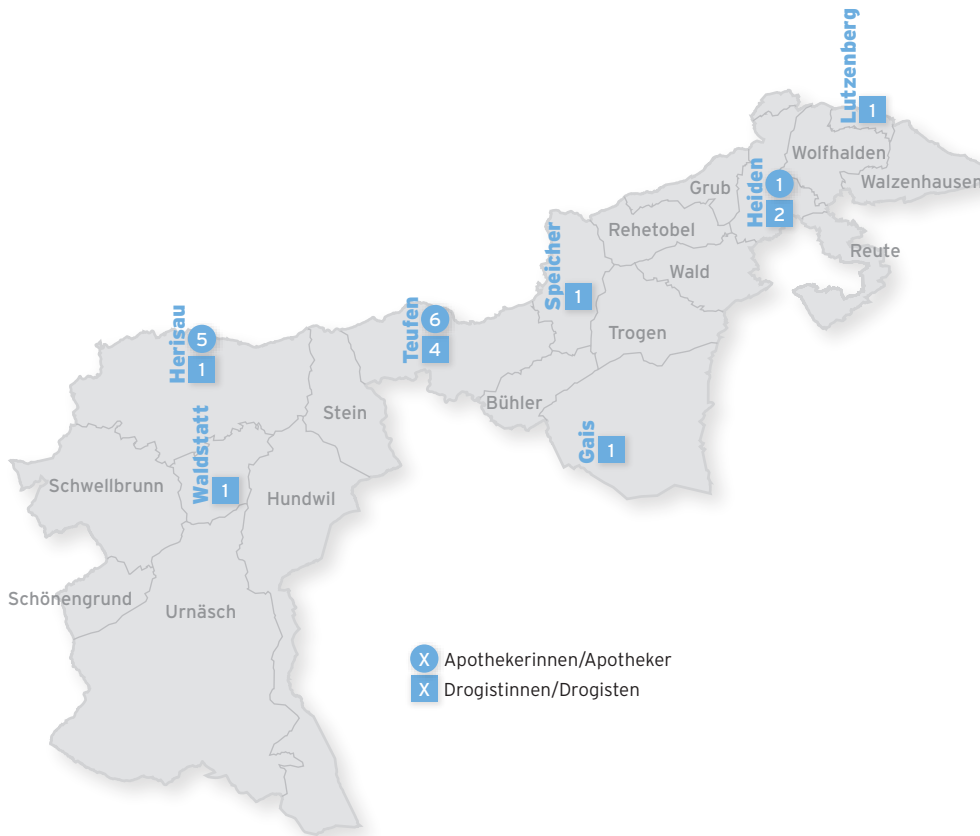 Lutzenberg
1
Wolfhalden
Walzenhausen
Grub
Heiden
1
2
Rehetobel
Reute
Wald
Speicher
1
Trogen
Teufen
6
4
Herisau
5
1
Bühler
Stein
Gais
1
Waldstatt
1
Schwellbrunn
Hundwil
Schönengrund
Urnäsch
X Apothekerinnen/Apotheker
X Drogistinnen/Drogisten